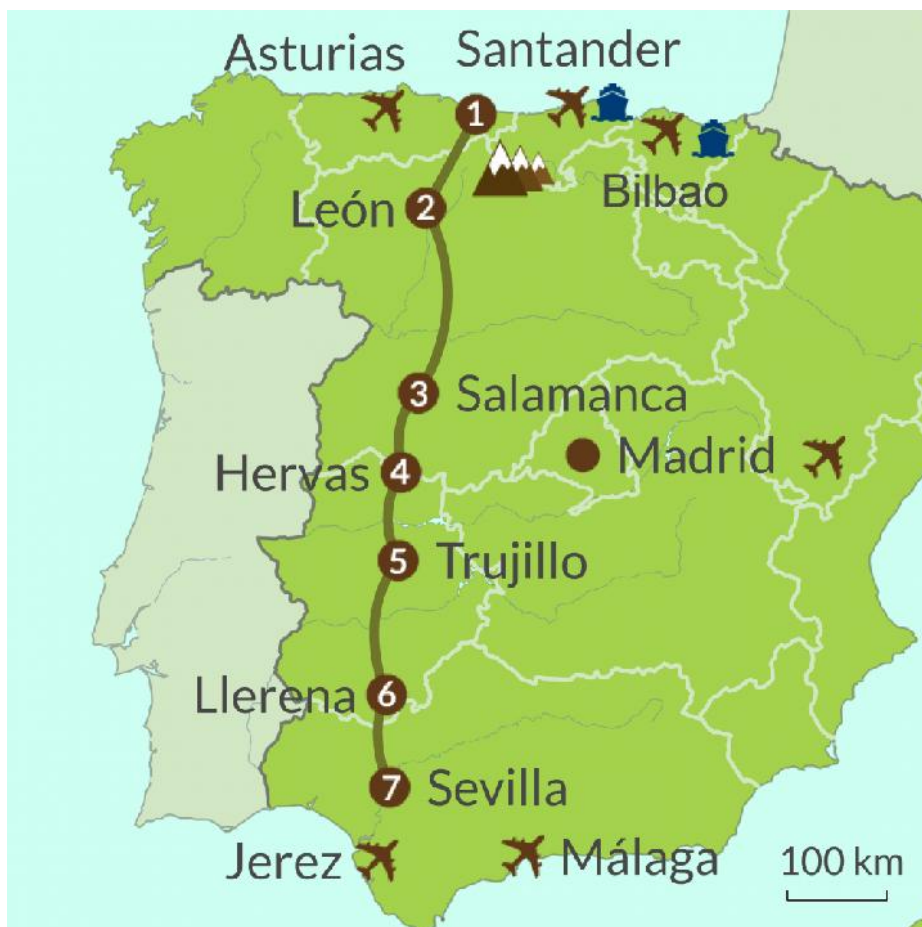 Asturias
Santander
1
Bilbao
León 2
3 Salamanca
Madrid
Hervas 4
5 Trujillo
Llerena 6
7 Sevilla
Jerez
Málaga
100 km